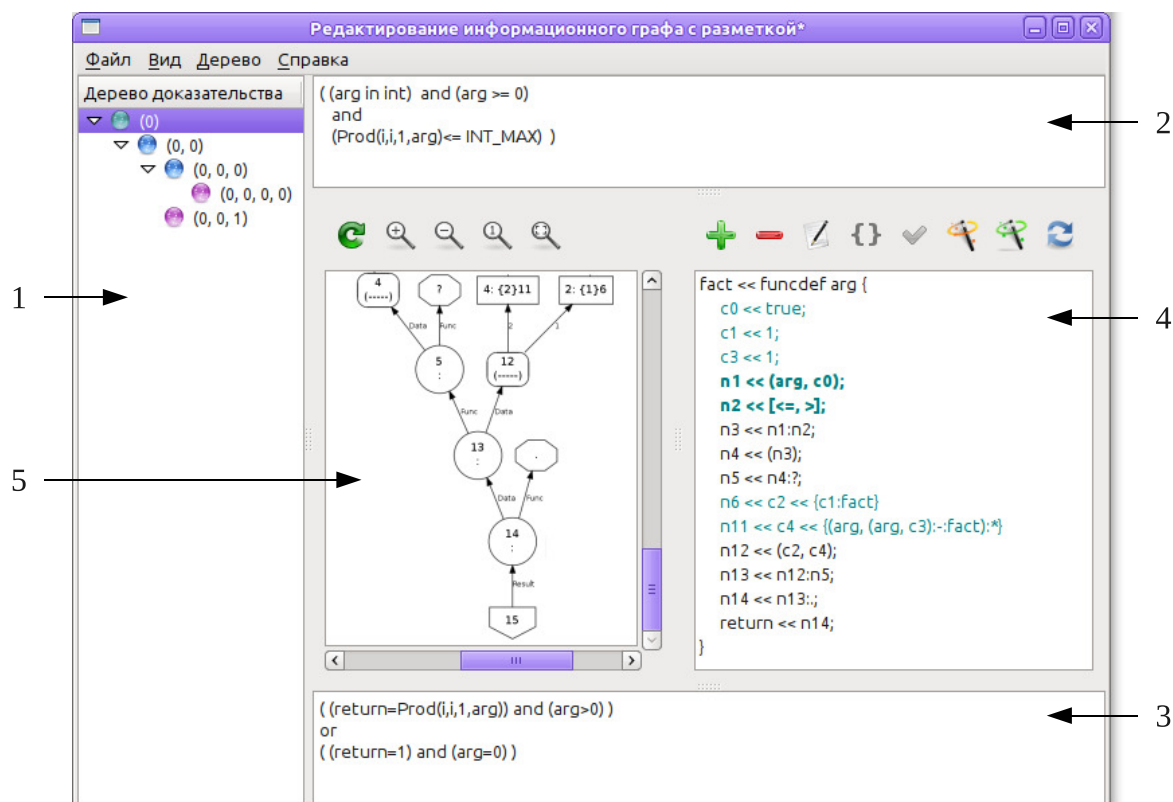 Редактирование информационного графа с разметкой*
Файл Вид Дерево Справка
Дерево доказательства
(0)
(0, 0)
(0, 0, 0)
(0, 0, 0, 0)
(0, 0, 1)
( (arg in int) and (arg >= 0)
and
(Prod(i,i,1,arg)<= INT_MAX) )
4
(-----)
?
4: {2}11
2: {1}6
Data
Func
2
1
5
:
12
(-----)
Func
Data
13
:
.
Data
Func
14
:
Result
15
fact << funcdef arg {
c0 << true;
c1 << 1;
c3 << 1;
n1 << (arg, c0);
n2 << [<=, >];
n3 << n1:n2;
n4 << (n3);
n5 << n4:?;
n6 << c2 << {c1:fact}
n11 << c4 << {(arg, (arg, c3):-:fact):*}
n12 << (c2, c4);
n13 << n12:n5;
n14 << n13:.;
return << n14;
}
( (return=Prod(i,i,1,arg)) and (arg>0) )
or
( (return=1) and (arg=0) )
1
2
3
4
5